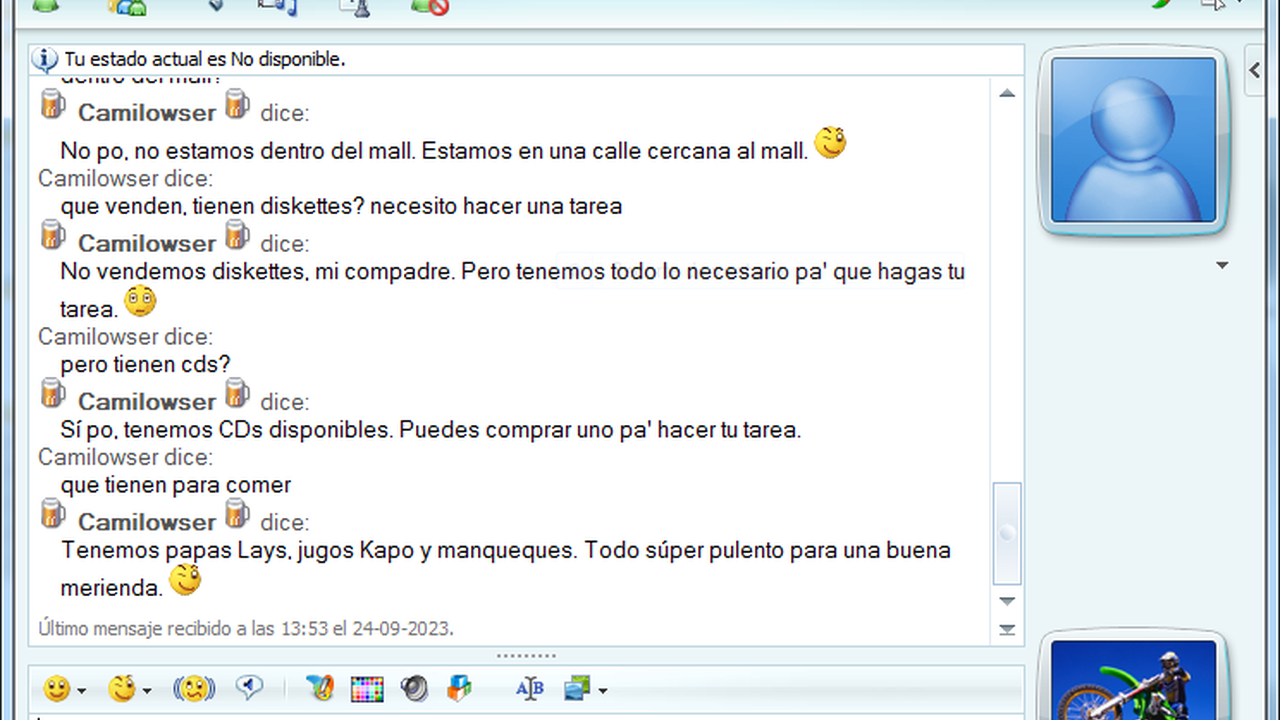 Tu estado actual es No disponible.
dentro del mall?
Camilowser dice:
No po, no estamos dentro del mall. Estamos en una calle cercana al mall.
Camilowser dice:
que venden, tienen diskettes? necesito hacer una tarea
Camilowser dice:
No vendemos diskettes, mi compadre. Pero tenemos todo lo necesario pa' que hagas tu
tarea.
Camilowser dice:
pero tienen cds?
Camilowser dice:
Sí po, tenemos CDs disponibles. Puedes comprar uno pa' hacer tu tarea.
Camilowser dice:
que tienen para comer
Camilowser dice:
Tenemos papas Lays, jugos Kapo y manqueques. Todo súper pulento para una buena
merienda.
Último mensaje recibido a las 13:53 el 24-09-2023.
AB